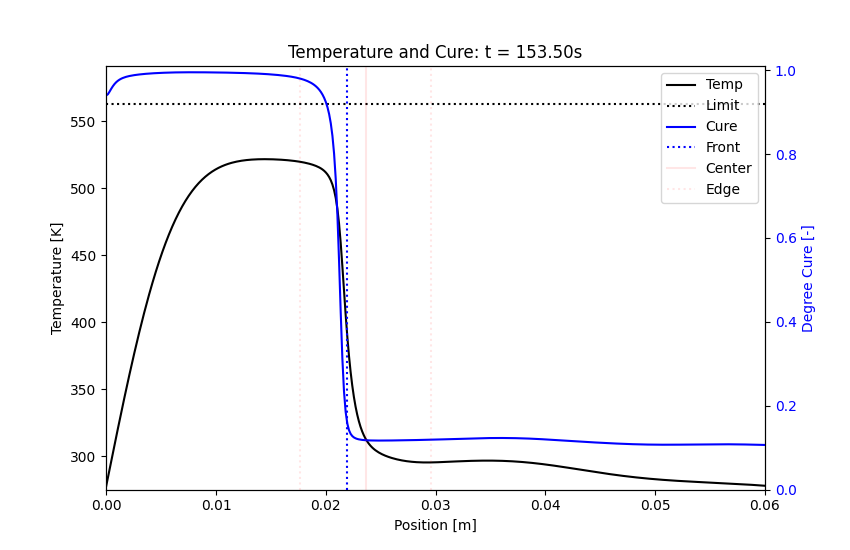 Temperature and Cure: t = 153.50s
Temperature [K]
550
500
450
400
350
300
Temp
Limit
Cure
Front
Center
Edge
1.0
0.8
0.6
0.4
0.2
0.0
Degree Cure [-]
0.00 0.01 0.02 0.03 0.04 0.05 0.06
Position [m]